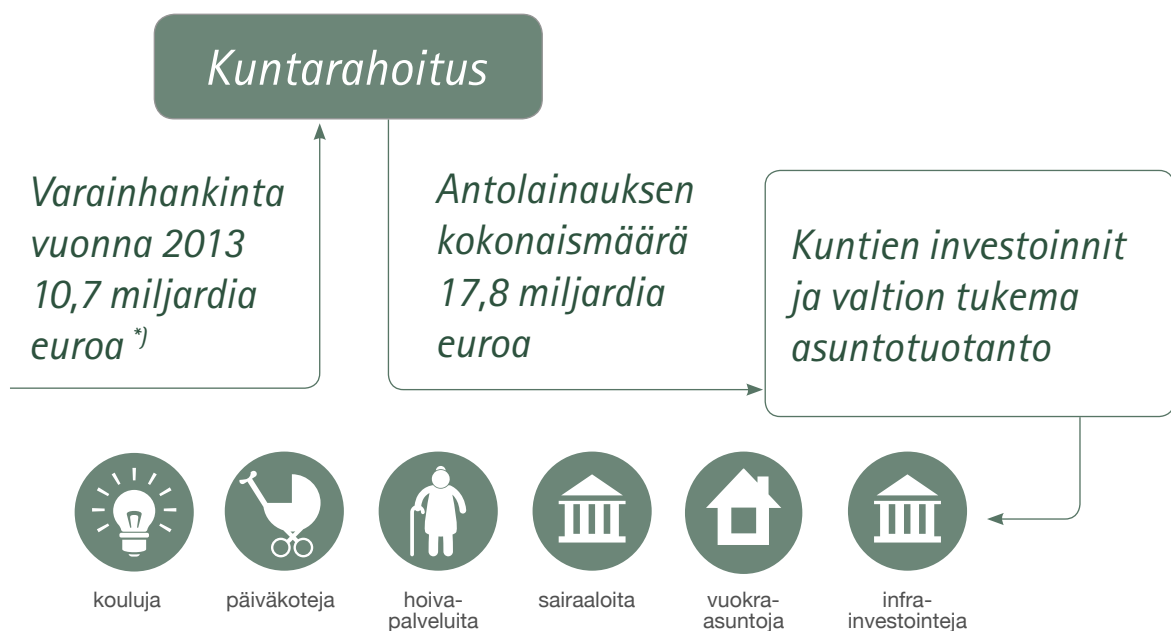 Kuntarahoitus
Varainhankinta
vuonna 2013
10,7 miljardia
euroa *)
Antolainauksen
kokonaismäärä
17,8 miljardia
euroa
Kuntien investoinnit
ja valtion tukema
asuntotuotanto
kouluja
päiväkoteja
hoiva-
palveluita
sairaaloita
vuokra-
asuntoja
infra-
investointeja